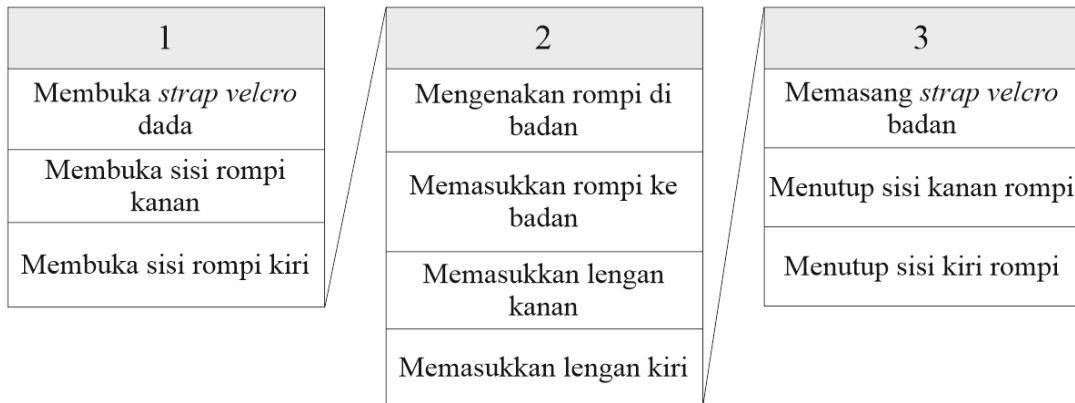 1
Membuka strap velcro
dada
Membuka sisi rompi
kanan
Membuka sisi rompi kiri
2
Mengenakan rompi di
badan
Memasukkan rompi ke
badan
Memasukkan lengan
kanan
Memasukkan lengan kiri
3
Memasang strap velcro
badan
Menutup sisi kanan rompi
Menutup sisi kiri rompi